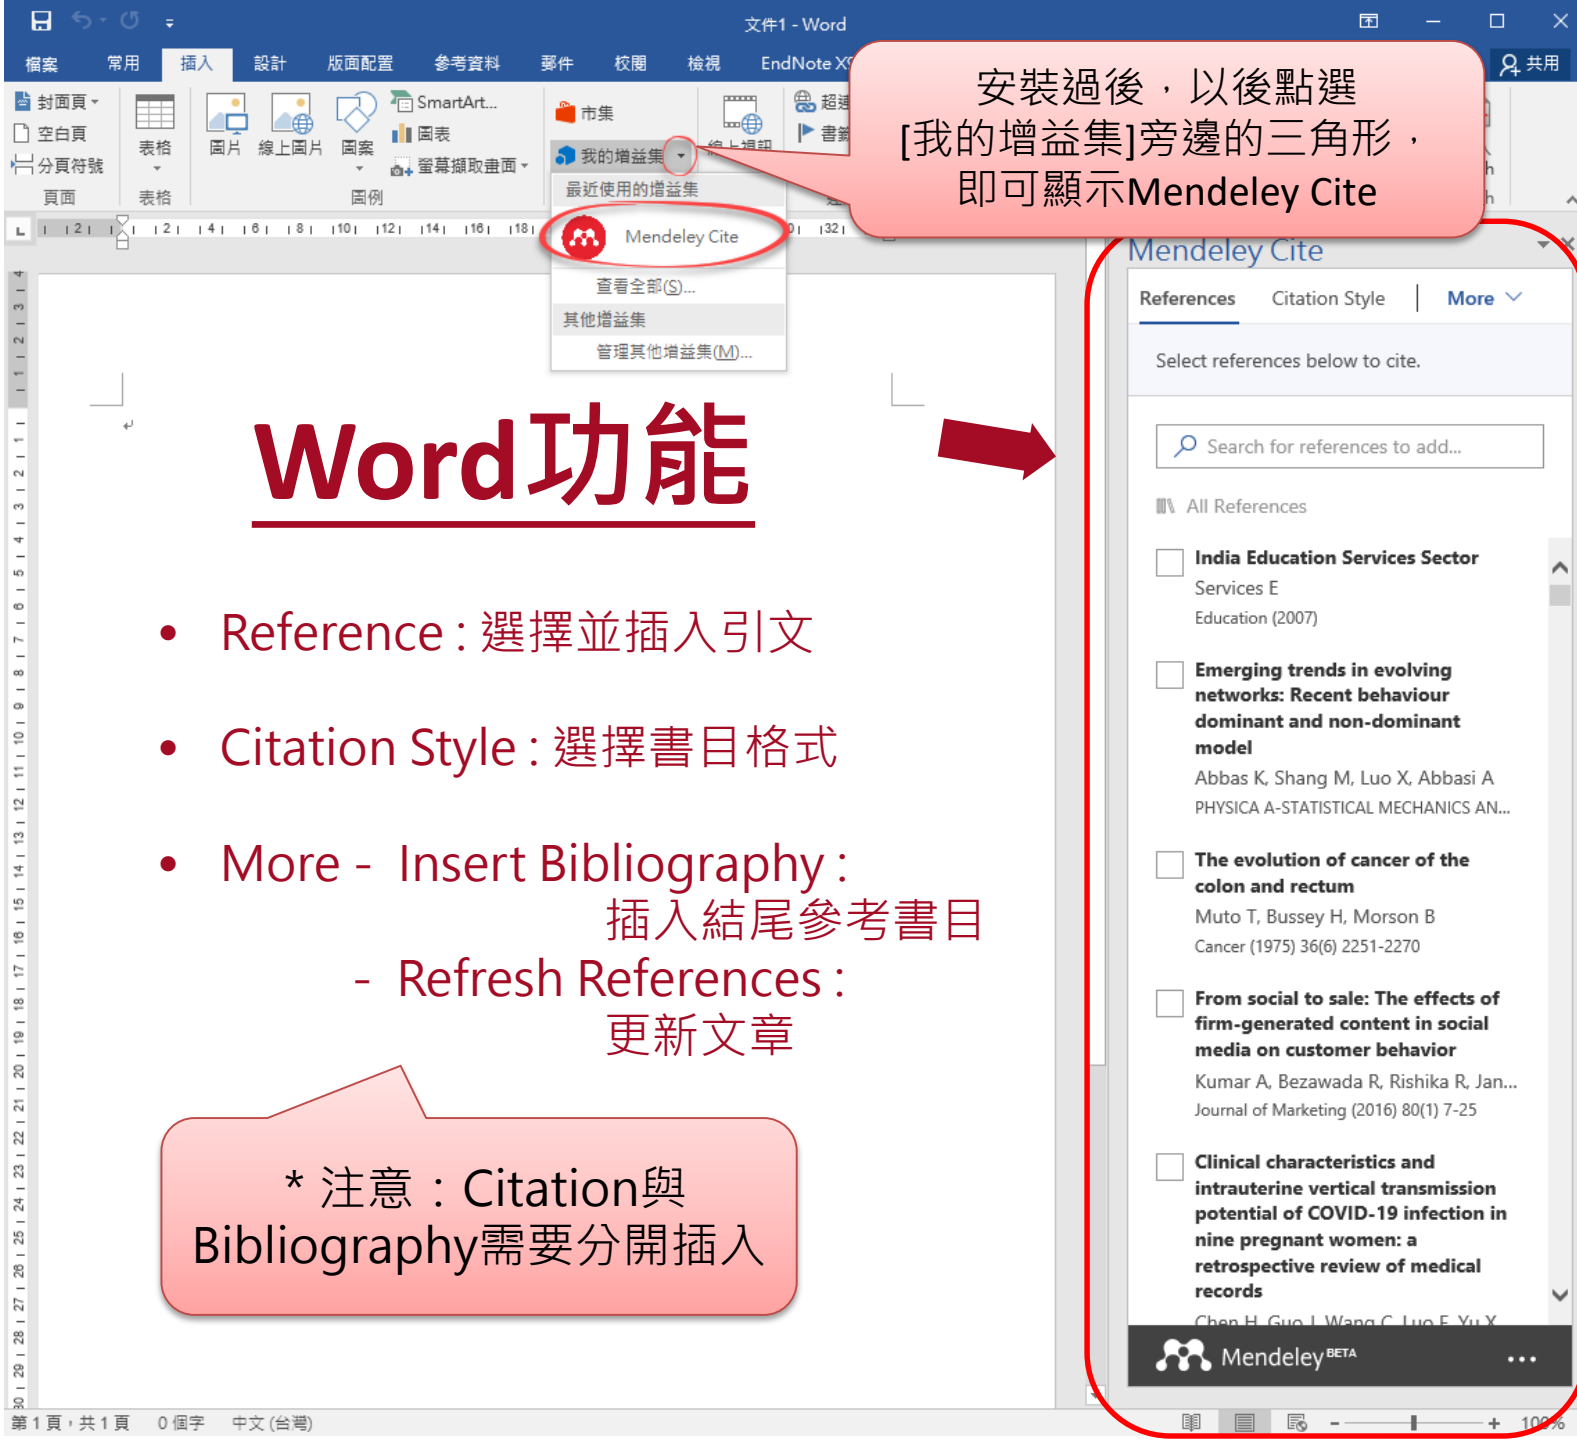 文件1 - Word
檔案 常用 插入 設計 版面配置 參考資料 郵件 校閱 檢視 EndNote X9 共用
封面頁
空白頁
分頁符號
頁面
表格
表格
圖片 線上圖片 圖案
SmartArt...
圖表
螢幕擷取畫面
圖例
市集
我的增益集
最近使用的增益集
Mendeley Cite
查看全部(S)...
其他增益集
管理其他增益集(M)...
安裝過後，以後點選
[我的增益集]旁邊的三角形，
即可顯示Mendeley Cite
Word功能
• Reference : 選擇並插入引文
• Citation Style : 選擇書目格式
• More - Insert Bibliography :
插入結尾參考書目
- Refresh References :
更新文章
* 注意：Citation與
Bibliography需要分開插入
Mendeley Cite
References Citation Style More
Select references below to cite.
Search for references to add...
All References
India Education Services Sector
Services E
Education (2007)
Emerging trends in evolving
networks: Recent behaviour
dominant and non-dominant
model
Abbas K, Shang M, Luo X, Abbasi A
PHYSICA A-STATISTICAL MECHANICS AN...
The evolution of cancer of the
colon and rectum
Muto T, Bussey H, Morson B
Cancer (1975) 36(6) 2251-2270
From social to sale: The effects of
firm-generated content in social
media on customer behavior
Kumar A, Bezawada R, Rishika R, Jan...
Journal of Marketing (2016) 80(1) 7-25
Clinical characteristics and
intrauterine vertical transmission
potential of COVID-19 infection in
nine pregnant women: a
retrospective review of medical
records
Chen H, Guo J, Wang C, Luo F, Yu X
Mendeley BETA
第 1 頁，共 1 頁 0 個字 中文 (台灣)
100%